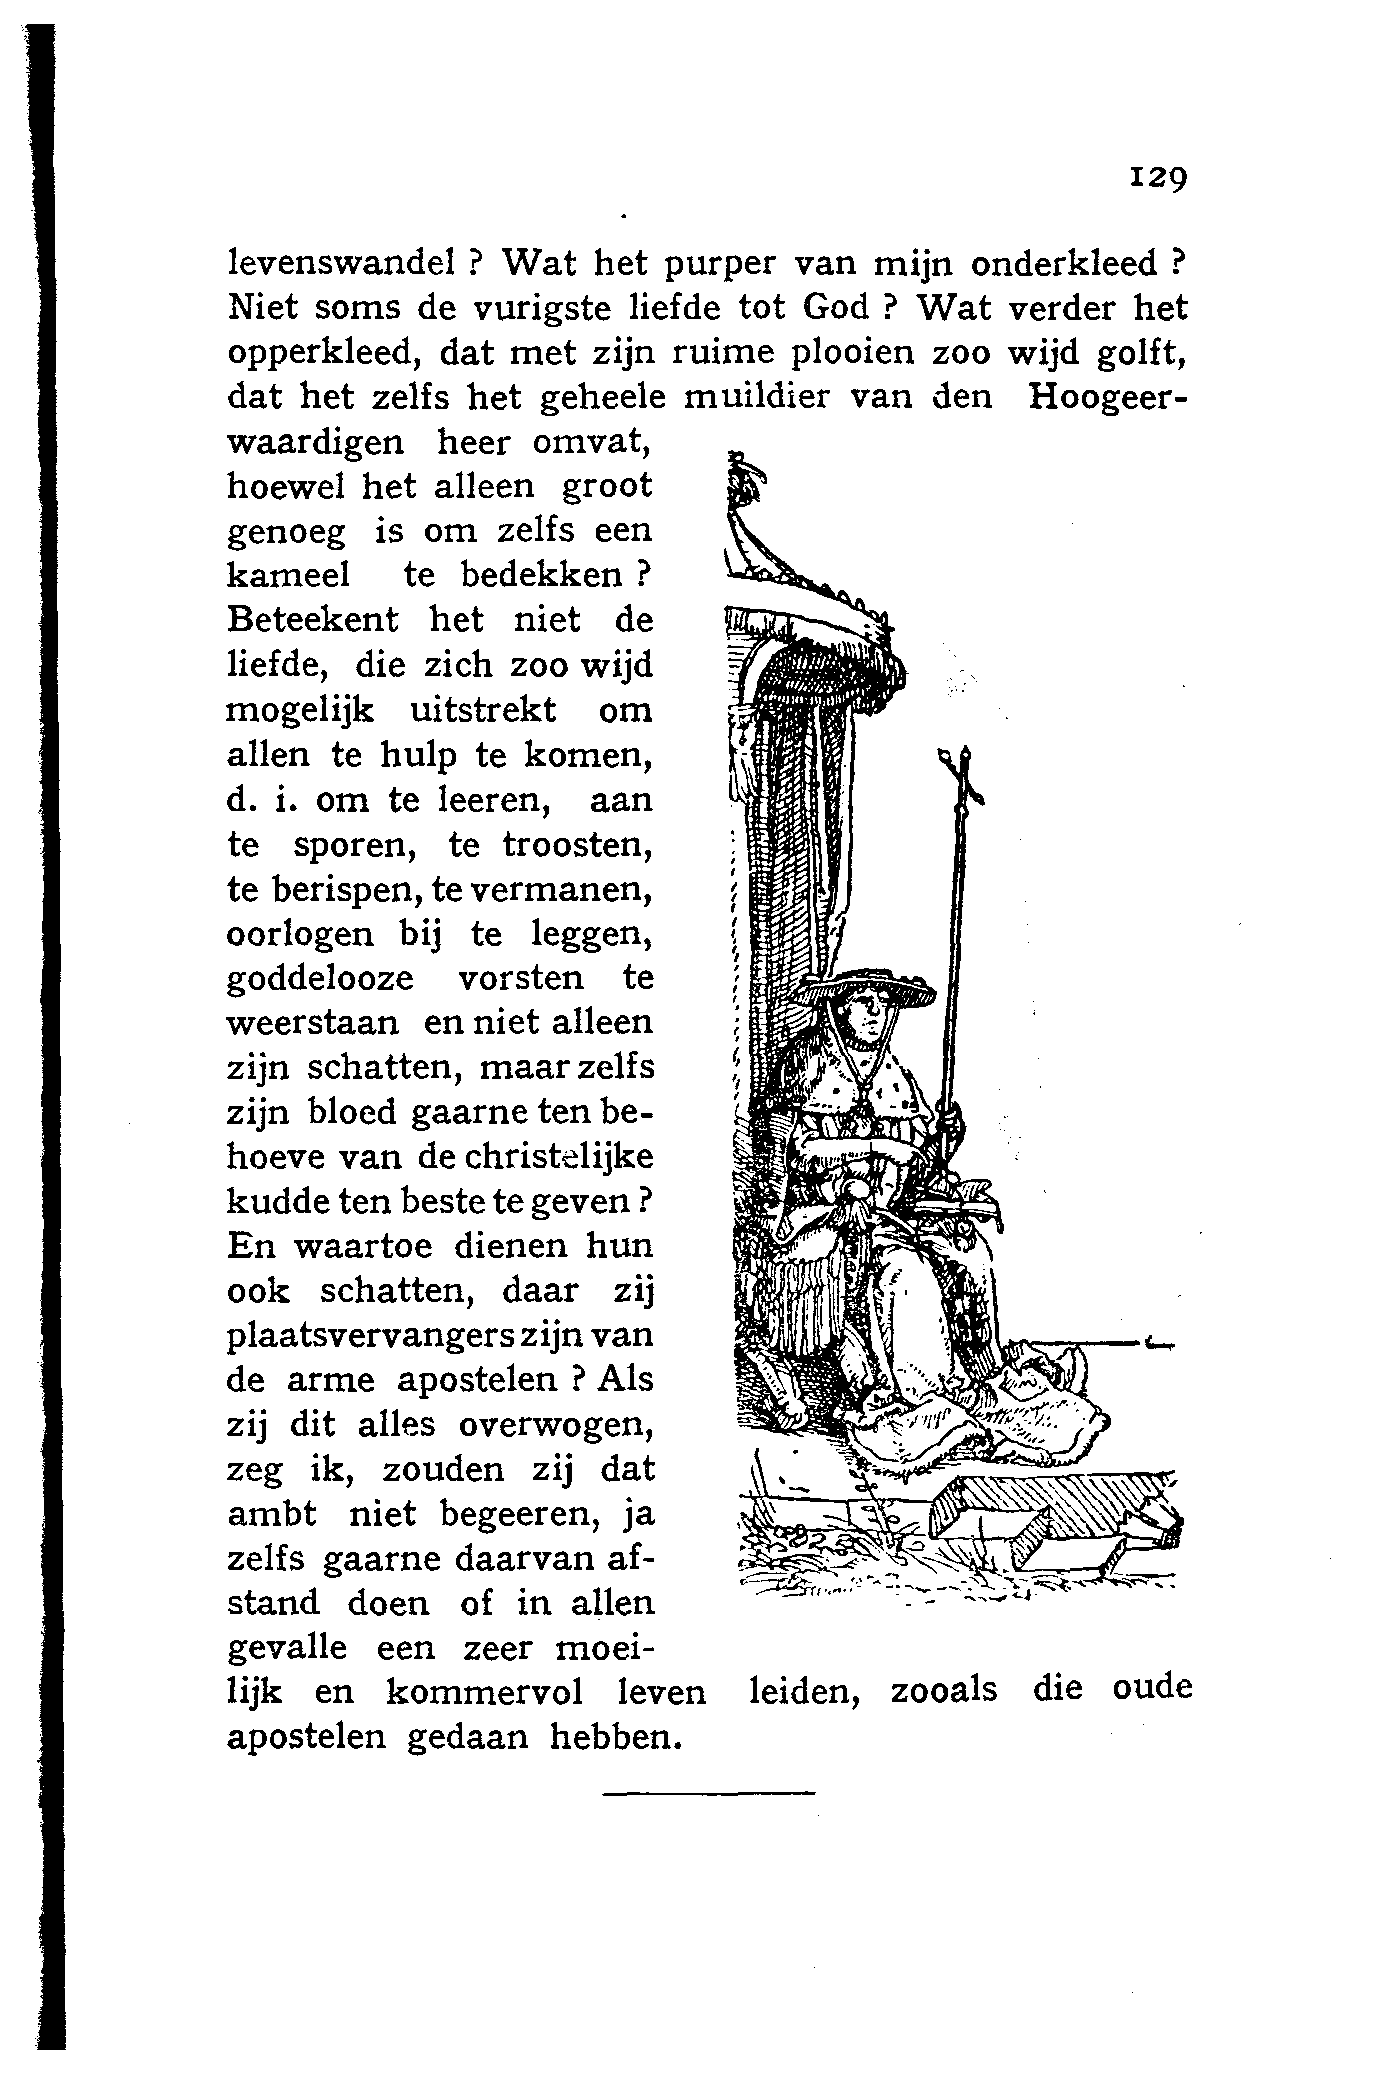 129
levenswandel ? Wat het purper van mijn onderkleed ?
Niet soms de vurigste liefde tot God ? Wat verder het
opperkleed, dat met zijn ruime plooien zoo wijd golft,
dat het zelfs het geheele muildier van den Hoogeer-
waardigen heer omvat,
hoewel het alleen groot
genoeg is om zelfs een
kameel te bedekken ?
Beteekent het niet de
liefde, die zich zoo wijd
mogelijk uitstrekt om
allen te hulp te komen,
d. i. om te leeren, aan
te sporen, te troosten,
te berispen, te vermanen,
oorlogen bij te leggen,
goddelooze vorsten te
weerstaan en niet alleen
zijn schatten, maar zelfs
zijn bloed gaarne ten be-
hoeve van de christelijke
kudde ten beste te geven ?
En waartoe dienen hun
ook schatten, daar zij
plaatsvervangers zijn van
de arme apostelen ? Als
zij dit alles overwogen,
zeg ik, zouden zij dat
ambt niet begeeren, ja
zelfs gaarne daarvan af-
stand doen of in allen
gevalle een zeer moei-
lijk en kommervol leven leiden, zooals die oude
apostelen gedaan hebben.